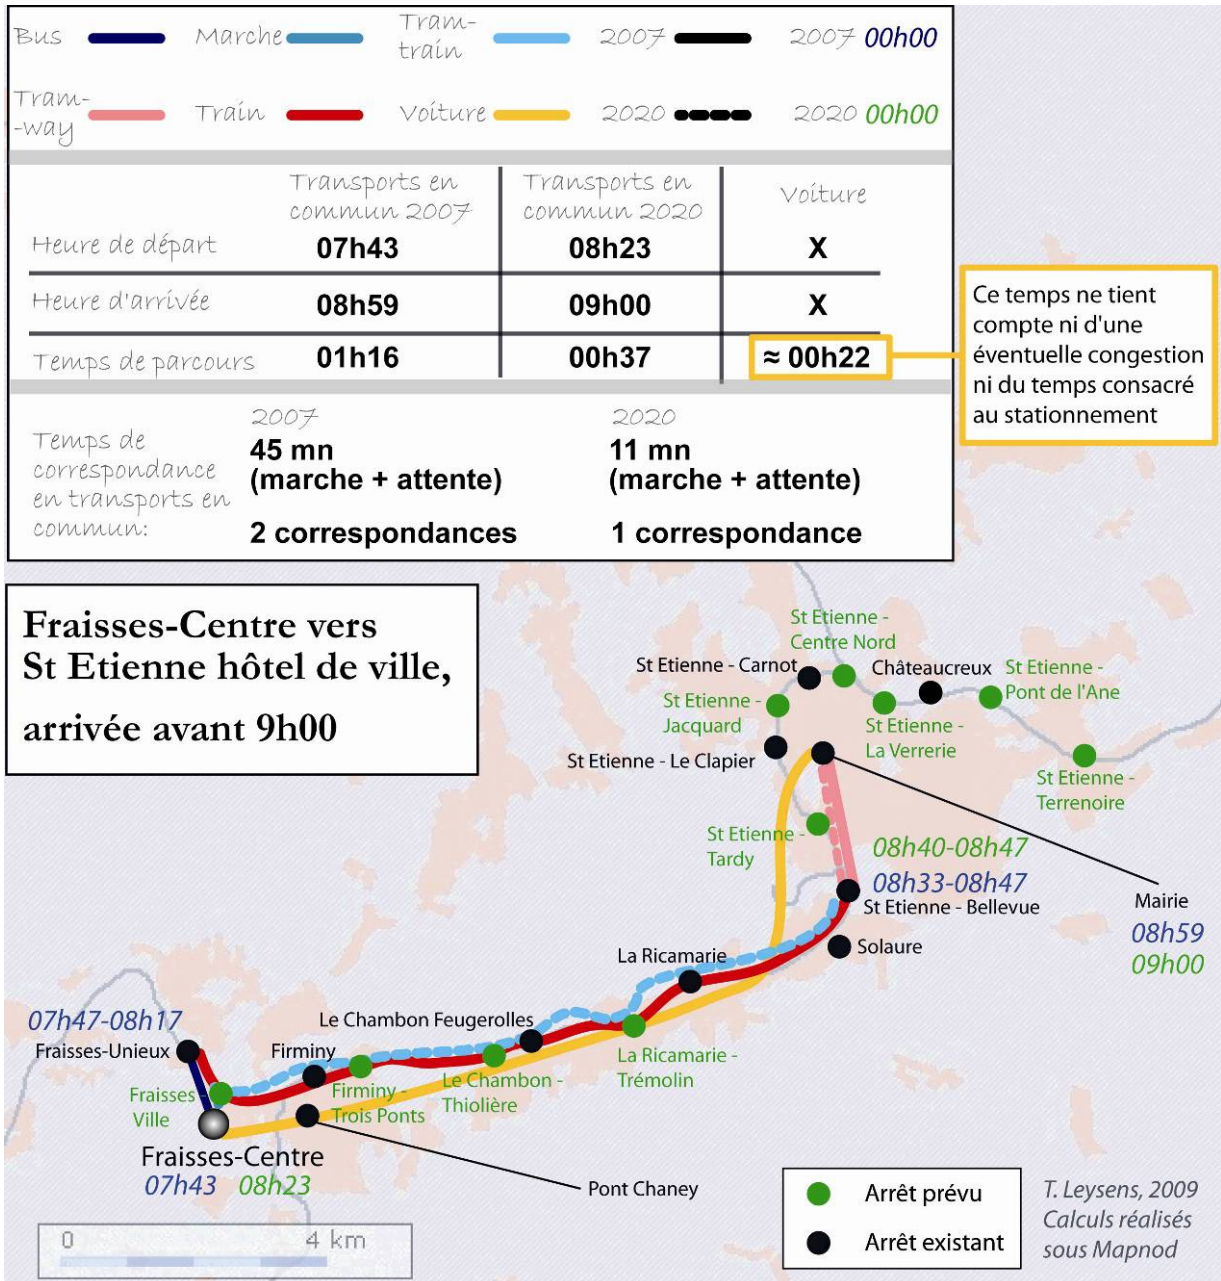 Bus
Marche
Tram-
train
2007
2007 00h00
Tram-
-way
Train
Voiture
2020
2020 00h00
Transports en
commun 2007
Transports en
commun 2020
Voiture
Heure de départ
07h43
08h23
X
Heure d'arrivée
08h59
09h00
X
Temps de parcours
01h16
00h37
≈ 00h22
Ce temps ne tient
compte ni d'une
éventuelle congestion
ni du temps consacré
au stationnement
Temps de
correspondance
en transports en
commun:
2007
45 mn
(marche + attente)
2 correspondances
2020
11 mn
(marche + attente)
1 correspondance
Fraisses-Centre vers
St Etienne hôtel de ville,
arrivée avant 9h00
St Etienne -
Centre Nord
St Etienne - Carnot
Châteaucreux
St Etienne -
Pont de l'Ane
St Etienne -
Jacquard
St Etienne -
La Verrerie
St Etienne - Le Clapier
St Etienne -
Terrenoire
St Etienne -
Tardy
08h40-08h47
08h33-08h47
St Etienne - Bellevue
Mairie
08h59
09h00
Solaure
La Ricamarie
07h47-08h17
Fraisses-Unieux
Le Chambon Feugerolles
Firminy
La Ricamarie -
Trémolin
Fraisses -
Ville
Firminy -
Trois Ponts
Le Chambon -
Thiolière
Fraisses-Centre
07h43 08h23
Pont Chaney
0 4 km
Arrêt prévu
Arrêt existant
T. Leysens, 2009
Calculs réalisés
sous Mapnod